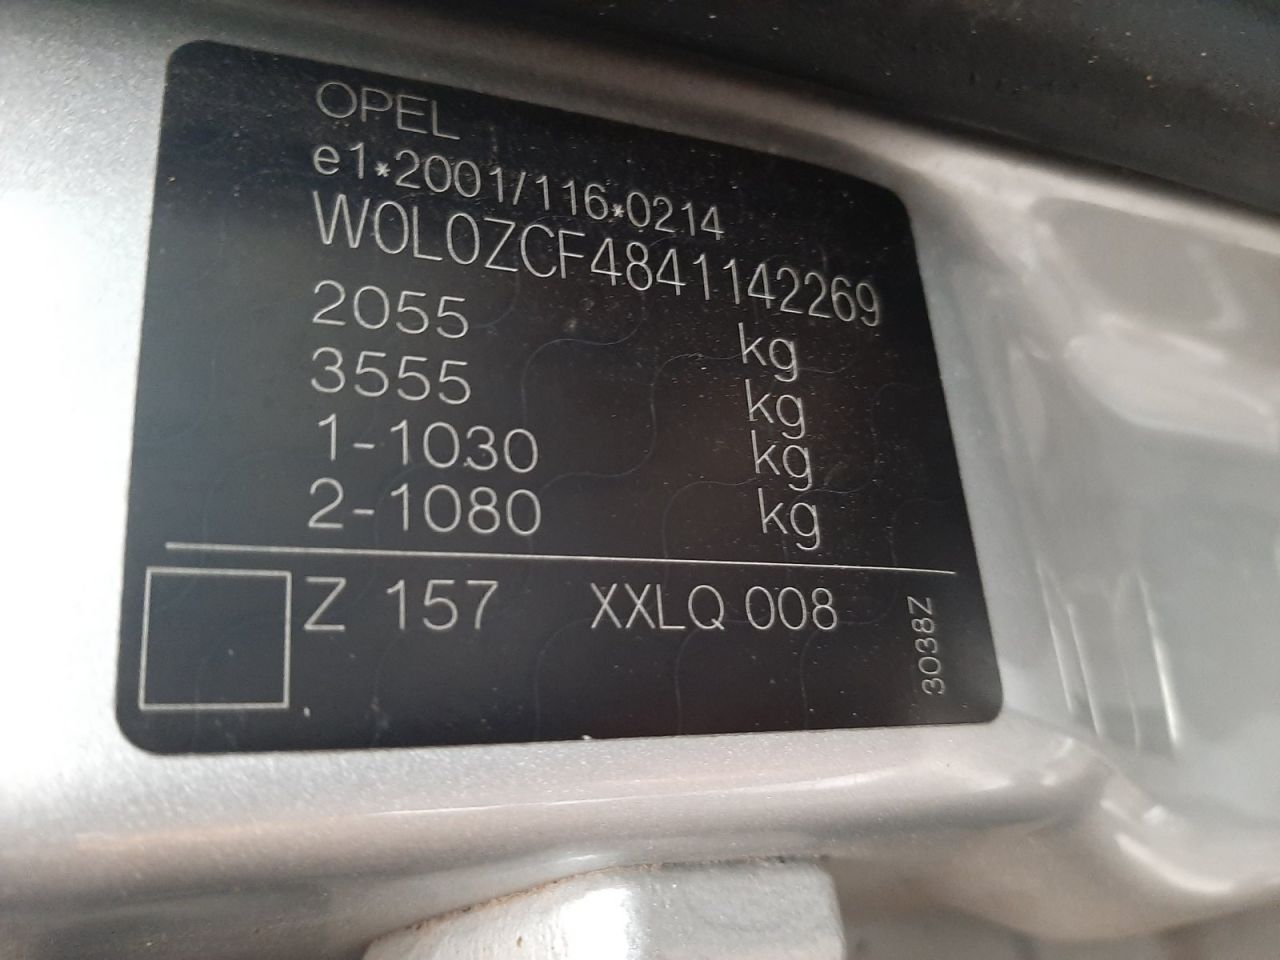 OPEL
e1*2001/116*0214
W0L0ZCF4841142269
2055 kg
3555 kg
1-1030 kg
2-1080 kg
Z 157 XXLQ 008
3038Z